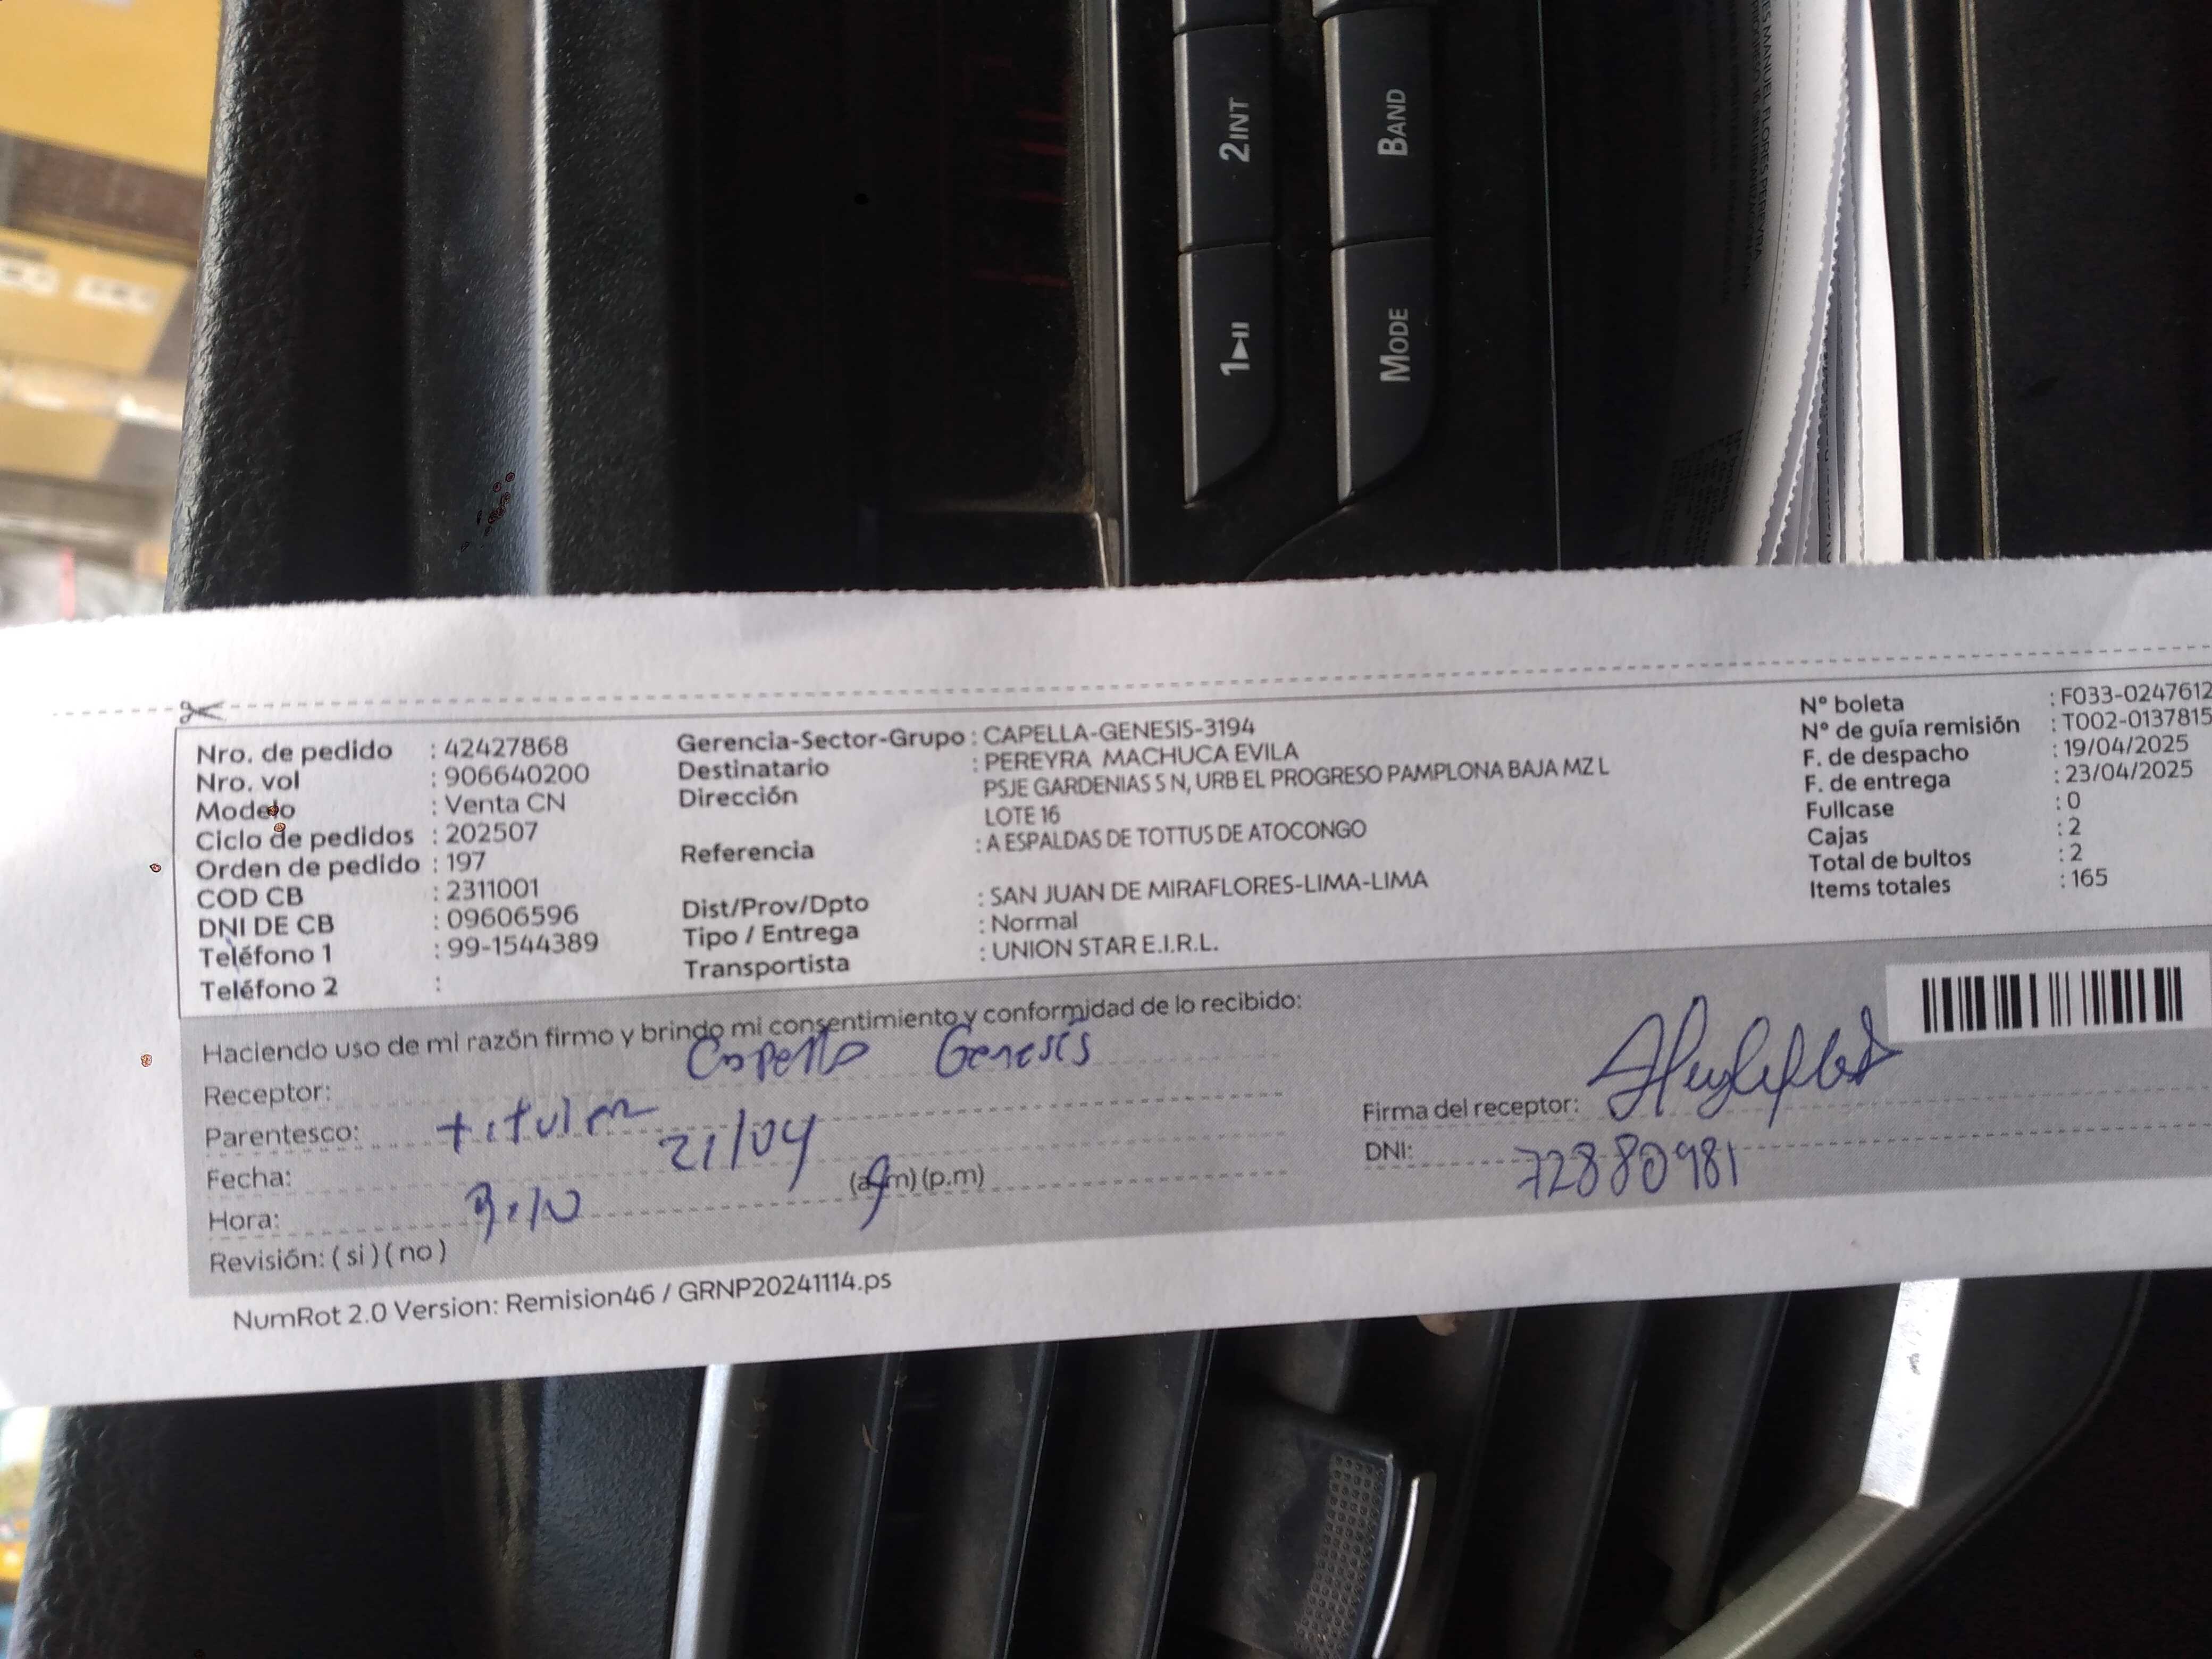 2INT
BAND
1
MODE
ES MANUEL FLORES PEREYRA
Nro. de pedido : 42427868
Nro. vol : 906640200
Modelo : Venta CN
Ciclo de pedidos : 202507
Orden de pedido : 197
COD CB : 2311001
DNI DE CB : 09606596
Teléfono 1 : 99-1544389
Teléfono 2 :
Gerencia-Sector-Grupo : CAPELLA-GENESIS-3194
Destinatario : PEREYRA MACHUCA EVILA
Dirección PSJE GARDENIAS S N, URB EL PROGRESO PAMPLONA BAJA MZ L
LOTE 16
Referencia : A ESPALDAS DE TOTTUS DE ATOCONGO
Dist/Prov/Dpto : SAN JUAN DE MIRAFLORES-LIMA-LIMA
Tipo / Entrega : Normal
Transportista : UNION STAR E.I.R.L.
N° boleta : F033-0247612
N° de guía remisión : T002-0137815
F. de despacho : 19/04/2025
F. de entrega : 23/04/2025
Fullcase : 0
Cajas : 2
Total de bultos : 2
Items totales : 165
Haciendo uso de mi razón firmo y brindo mi consentimiento y conformidad de lo recibido:
Receptor: Capella Genesis
Parentesco: titular
Fecha: 21/04
Hora: (a.m) (p.m)
Revisión: ( si ) ( no )
Firma del receptor:
DNI: 72880981
NumRot 2.0 Version: Remision46 / GRNP20241114.ps